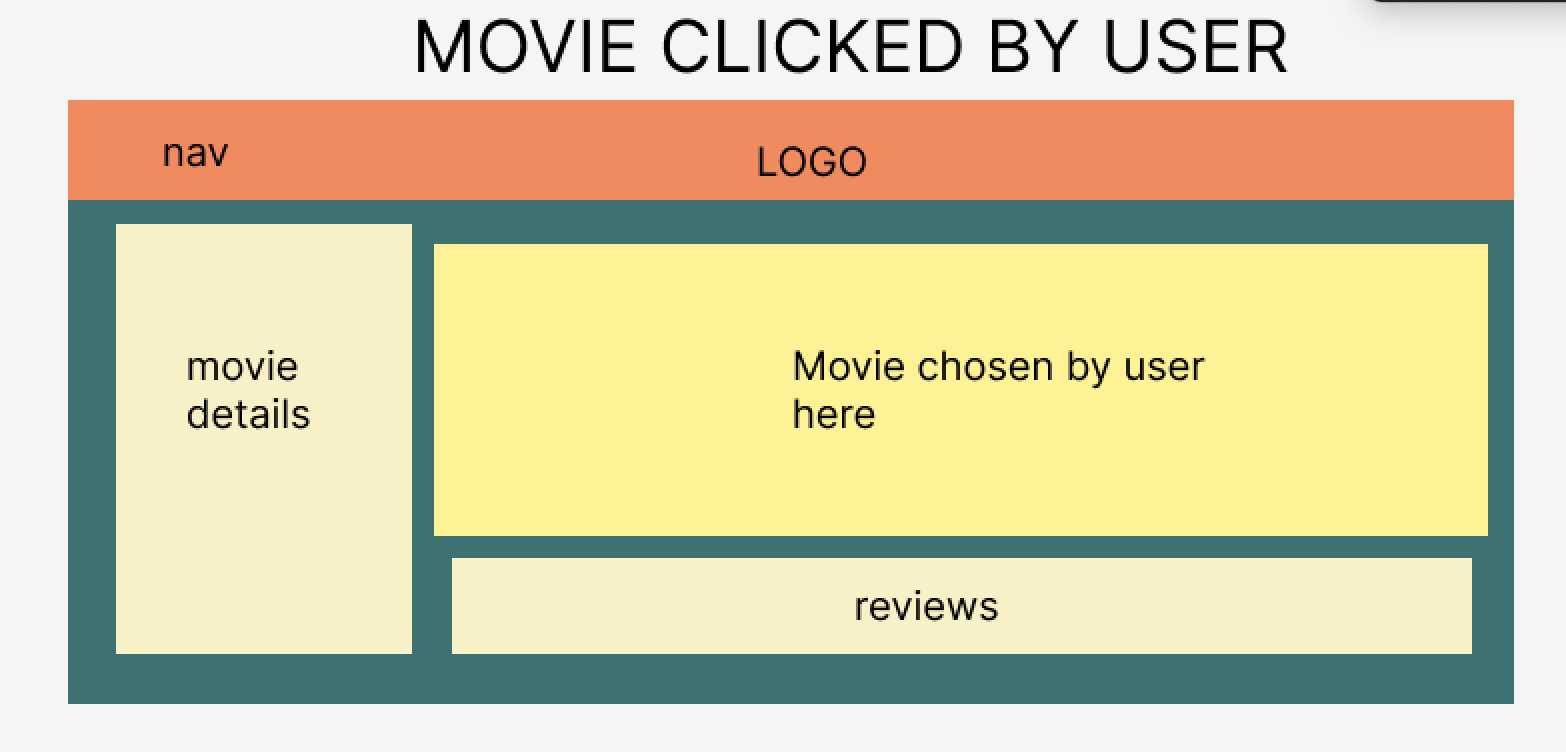 MOVIE CLICKED BY USER
nav
LOGO
movie
details
Movie chosen by user
here
reviews